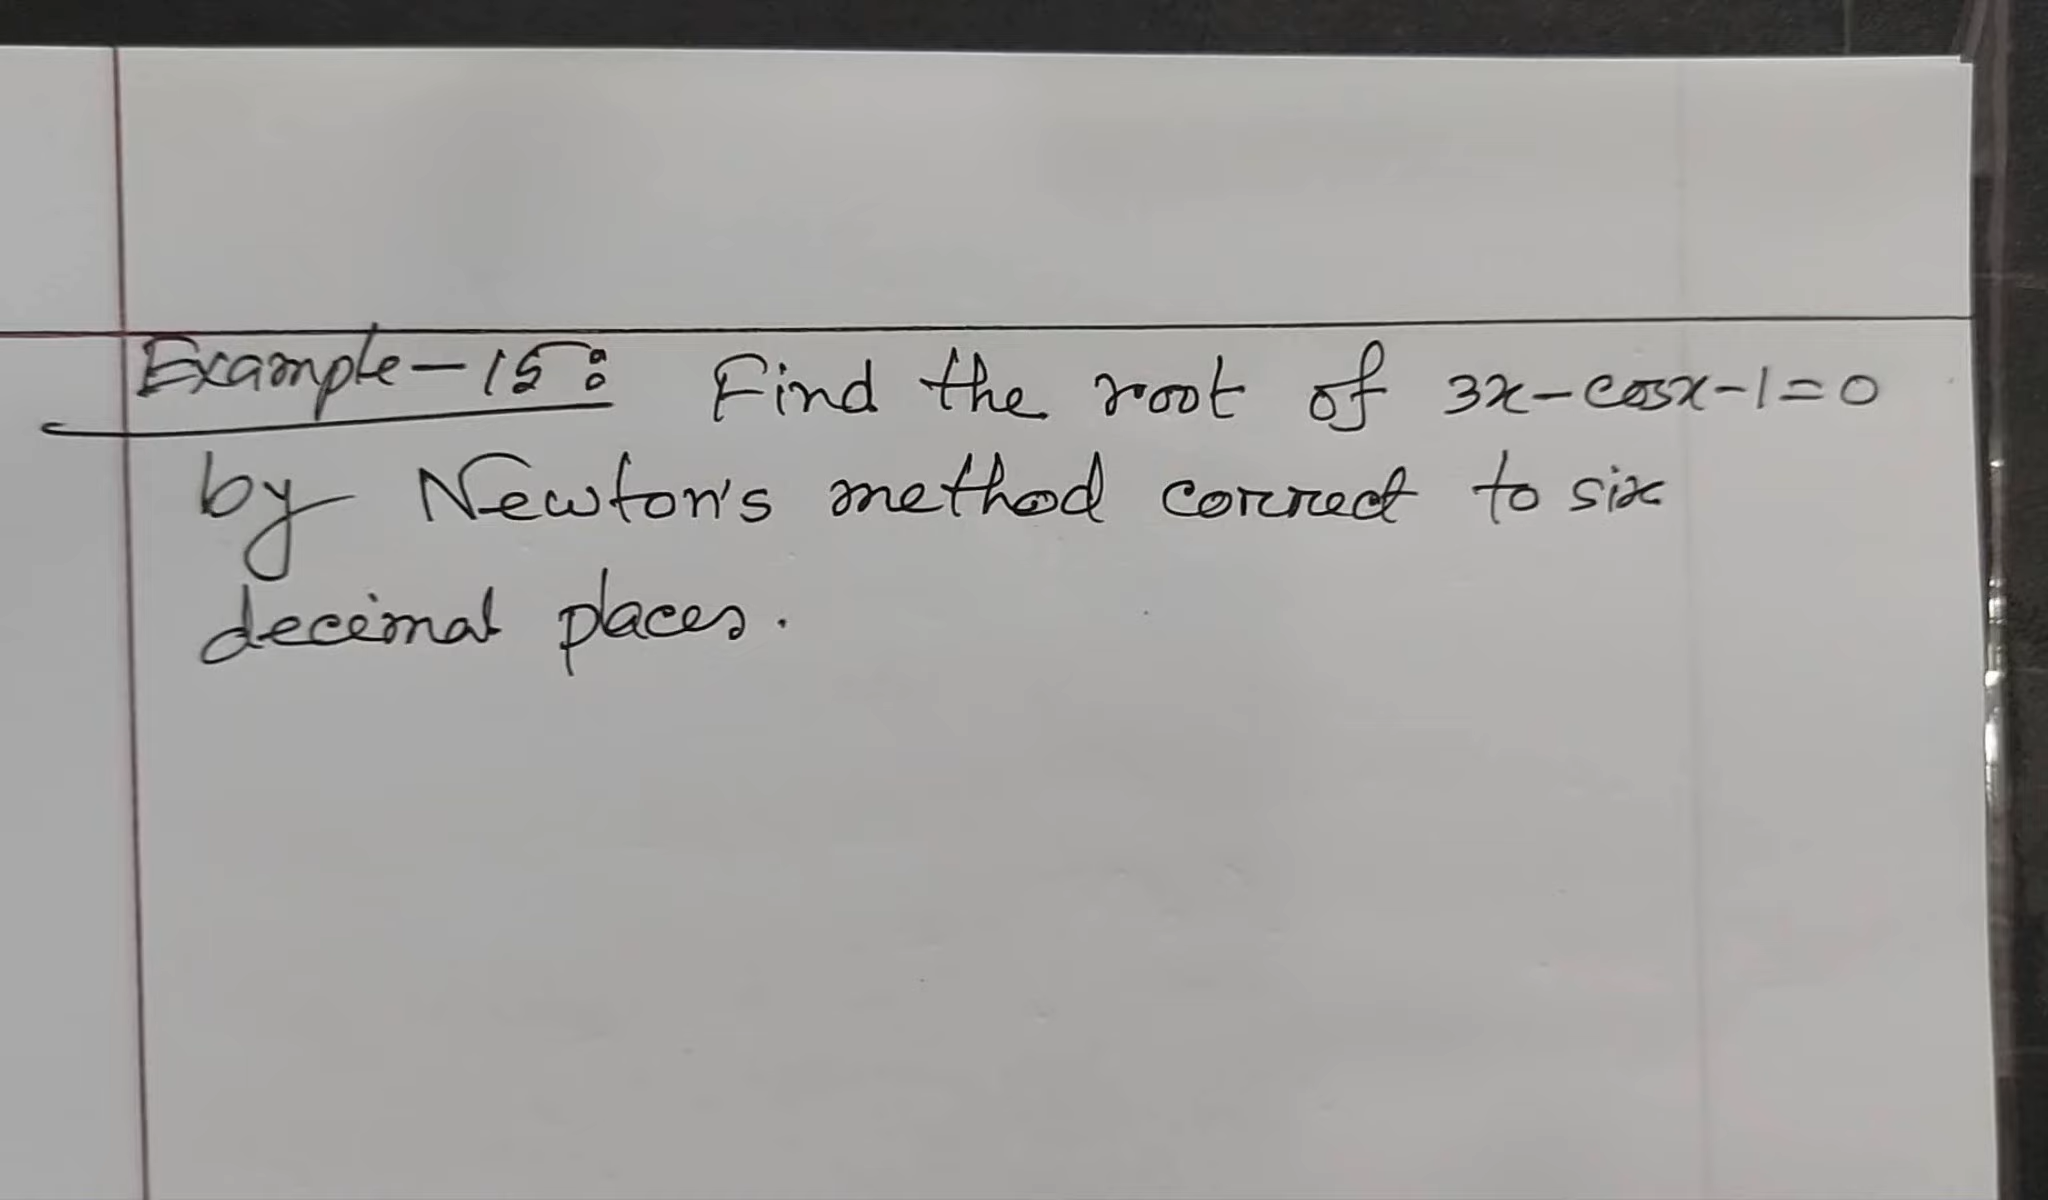 Example-15: Find the root of 3x-cosx-1=0
by Newton's method correct to six
decimal places.